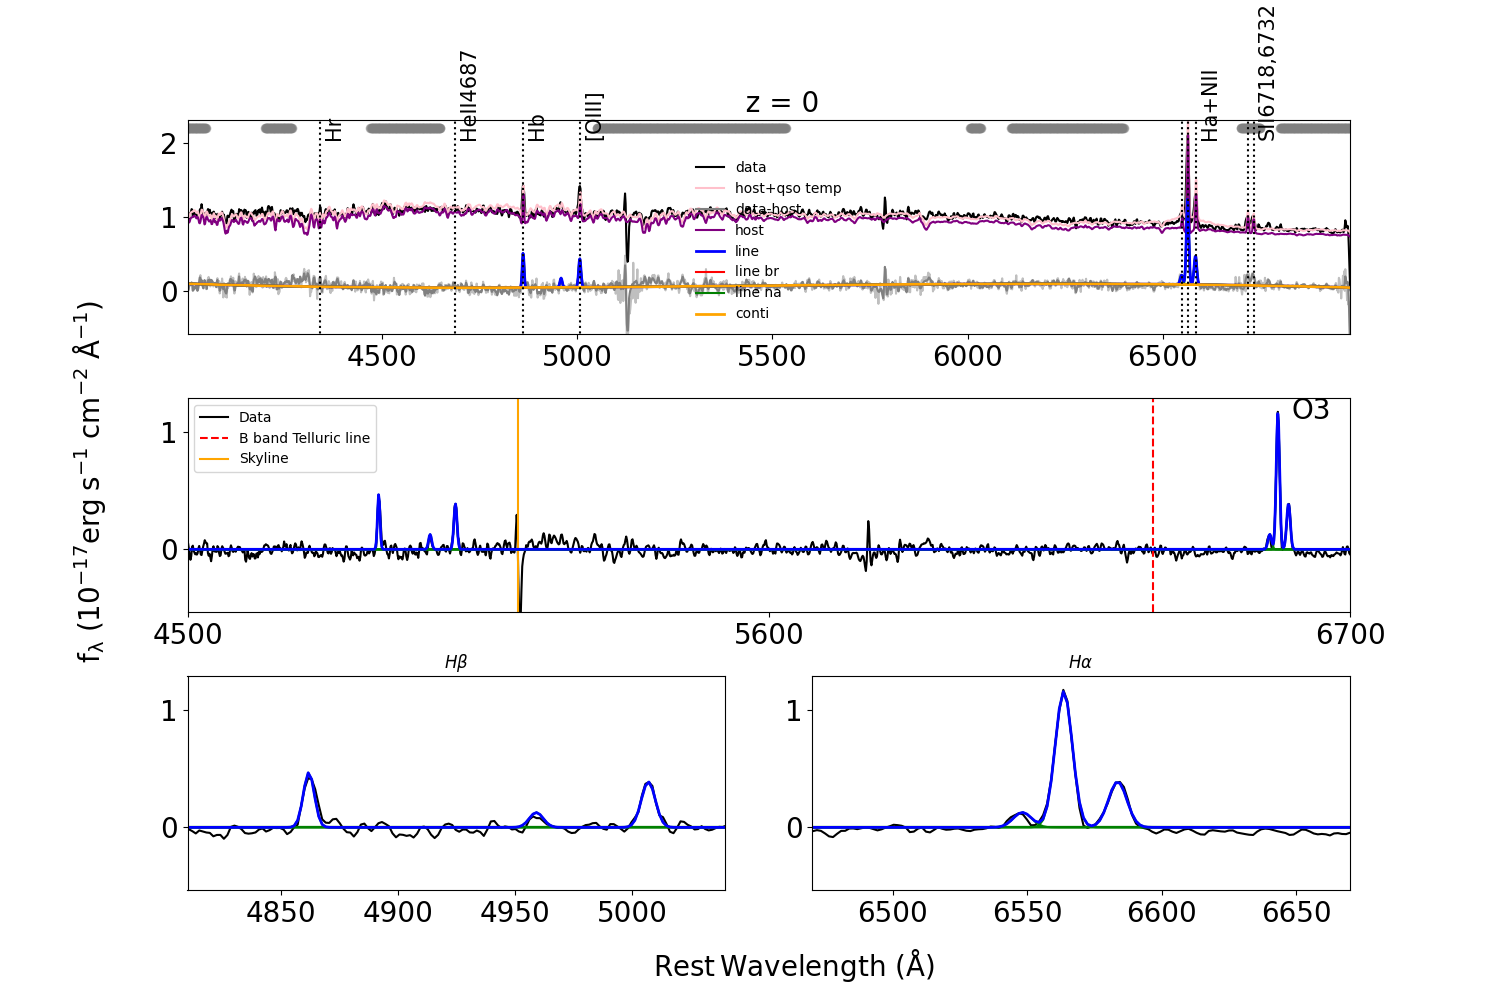 z = 0
Hr
HeII4687
Hb
[OIII]
Ha+NII
SII6718,6732
2
1
0
data
host+qso temp
data-host
host
line
line br
line na
conti
4500
5000
5500
6000
6500
f_λ (10⁻¹⁷erg s⁻¹ cm⁻² Å⁻¹)
O3
1
0
Data
B band Telluric line
Skyline
4500
5600
6700
Hβ
1
0
4850
4900
4950
5000
Hα
1
0
6500
6550
6600
6650
Rest Wavelength (Å)